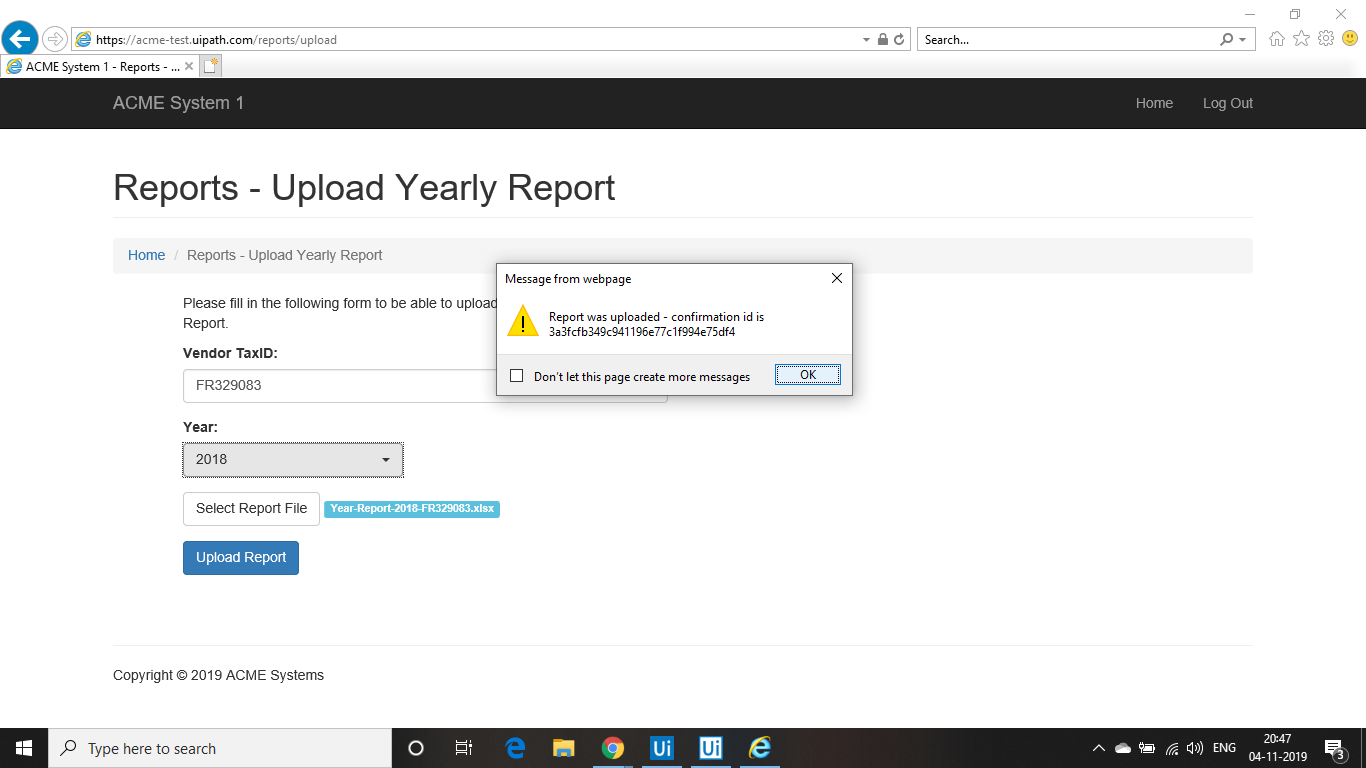 https://acme-test.uipath.com/reports/upload
Search...
ACME System 1 - Reports - ...
ACME System 1
Home
Log Out
Reports - Upload Yearly Report
Home / Reports - Upload Yearly Report
Please fill in the following form to be able to upload
Report.
Message from webpage
Report was uploaded - confirmation id is
3a3fcfb349c941196e77c1f994e75df4
Don't let this page create more messages
OK
Vendor TaxID:
FR329083
Year:
2018
Select Report File
Year-Report-2018-FR329083.xlsx
Upload Report
Copyright © 2019 ACME Systems
Type here to search
Ui
Ui
ENG
20:47
04-11-2019
3